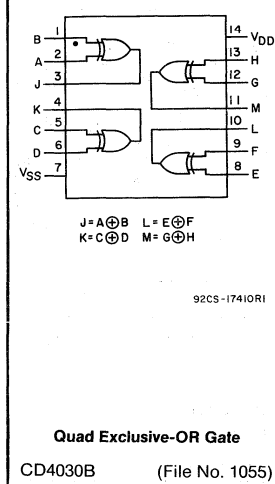 B 1 14 VDD
A 2 13 H
J 3 12 G
K 4 11 M
C 5 10 L
D 6 9 F
VSS 7 8 E
J=A⊕B L=E⊕F
K=C⊕D M=G⊕H
92CS-17410R1
Quad Exclusive-OR Gate
CD4030B (File No. 1055)